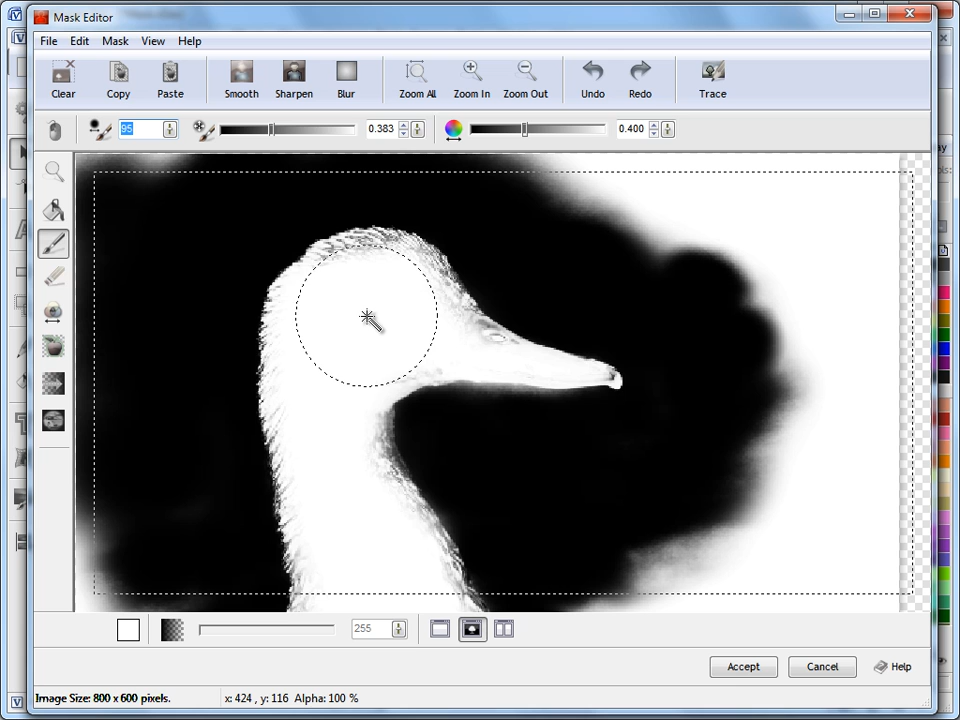 Mask Editor
File Edit Mask View Help
Clear Copy Paste Smooth Sharpen Blur Zoom All Zoom In Zoom Out Undo Redo Trace
95 0.383 0.400
255
Accept Cancel Help
Image Size: 800 x 600 pixels. x: 424 , y: 116 Alpha: 100 %